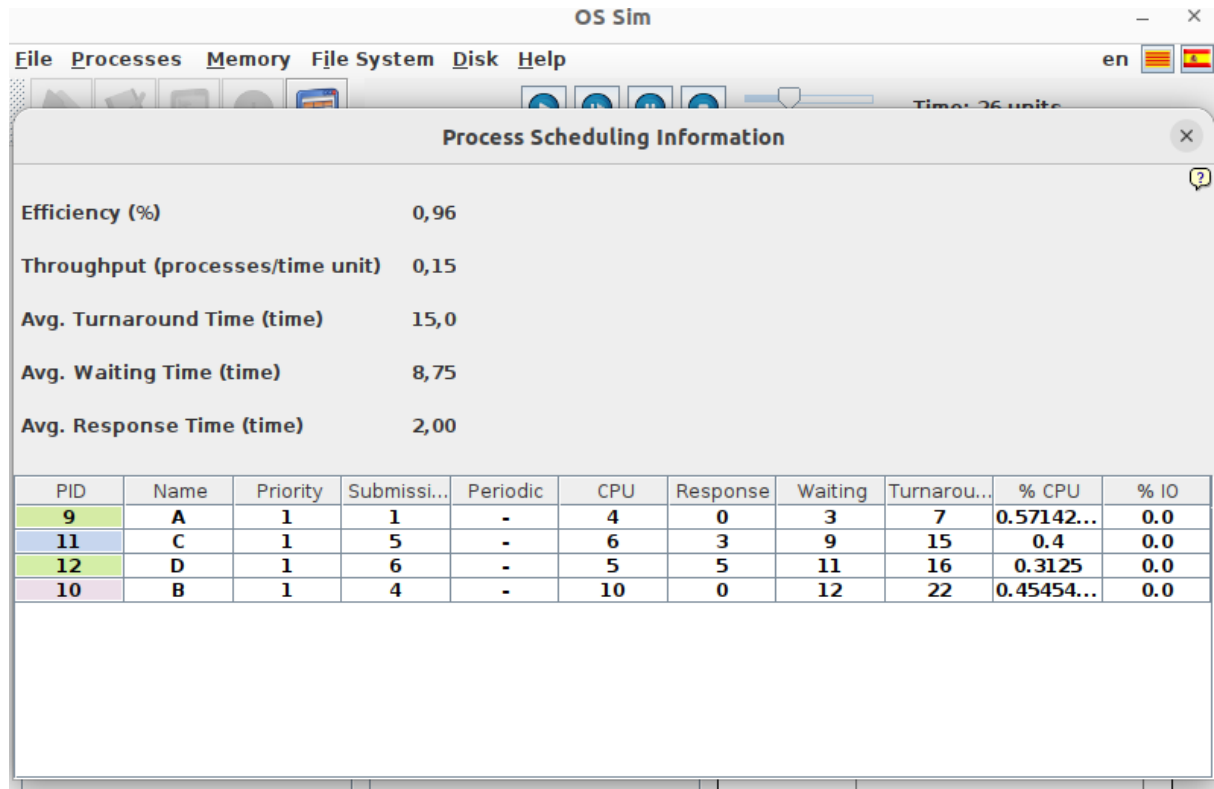 OS Sim
File Processes Memory File System Disk Help en
Time: 26 units
Process Scheduling Information
Efficiency (%) 0,96
Throughput (processes/time unit) 0,15
Avg. Turnaround Time (time) 15,0
Avg. Waiting Time (time) 8,75
Avg. Response Time (time) 2,00
PID Name Priority Submissi... Periodic CPU Response Waiting Turnarou... % CPU % IO
9 A 1 1 - 4 0 3 7 0.57142... 0.0
11 C 1 5 - 6 3 9 15 0.4 0.0
12 D 1 6 - 5 5 11 16 0.3125 0.0
10 B 1 4 - 10 0 12 22 0.45454... 0.0